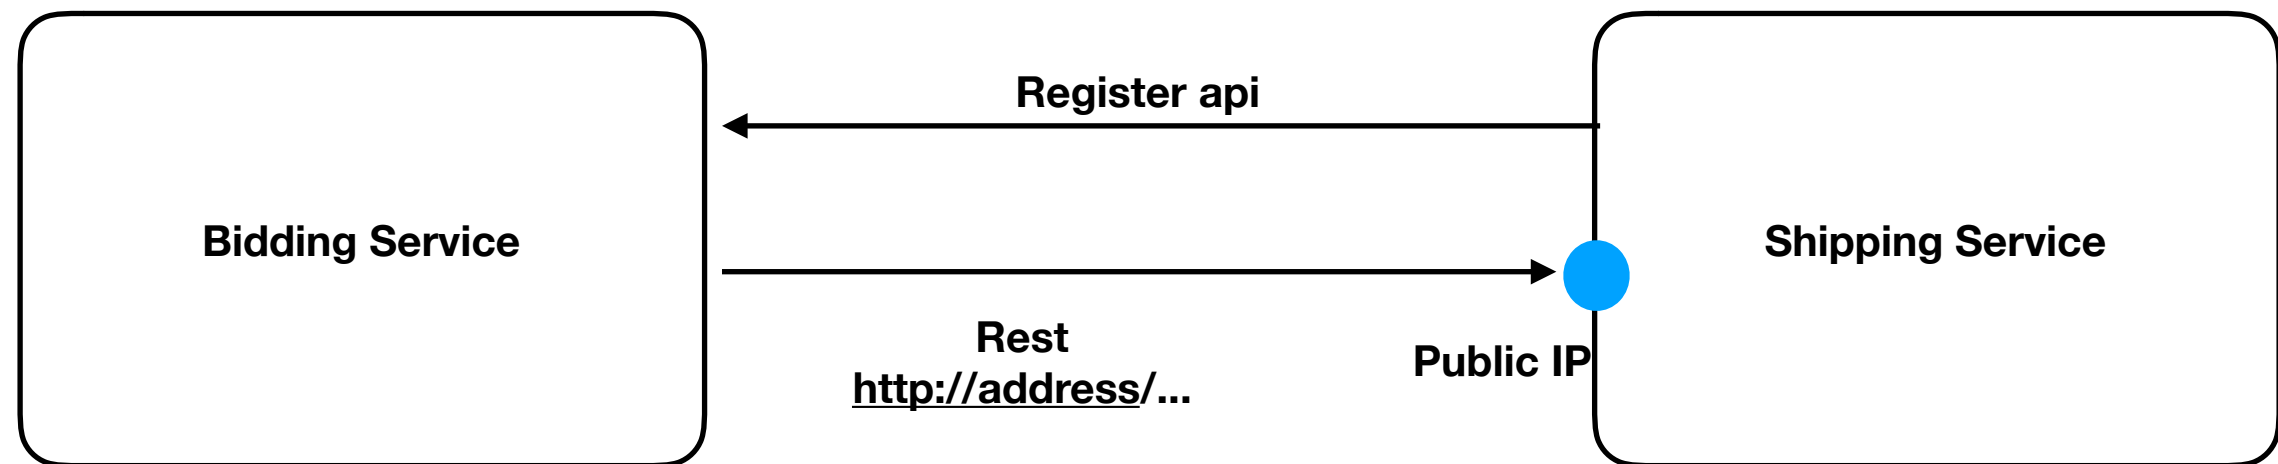 Register api
Bidding Service
Shipping Service
Rest
http://address/...
Public IP